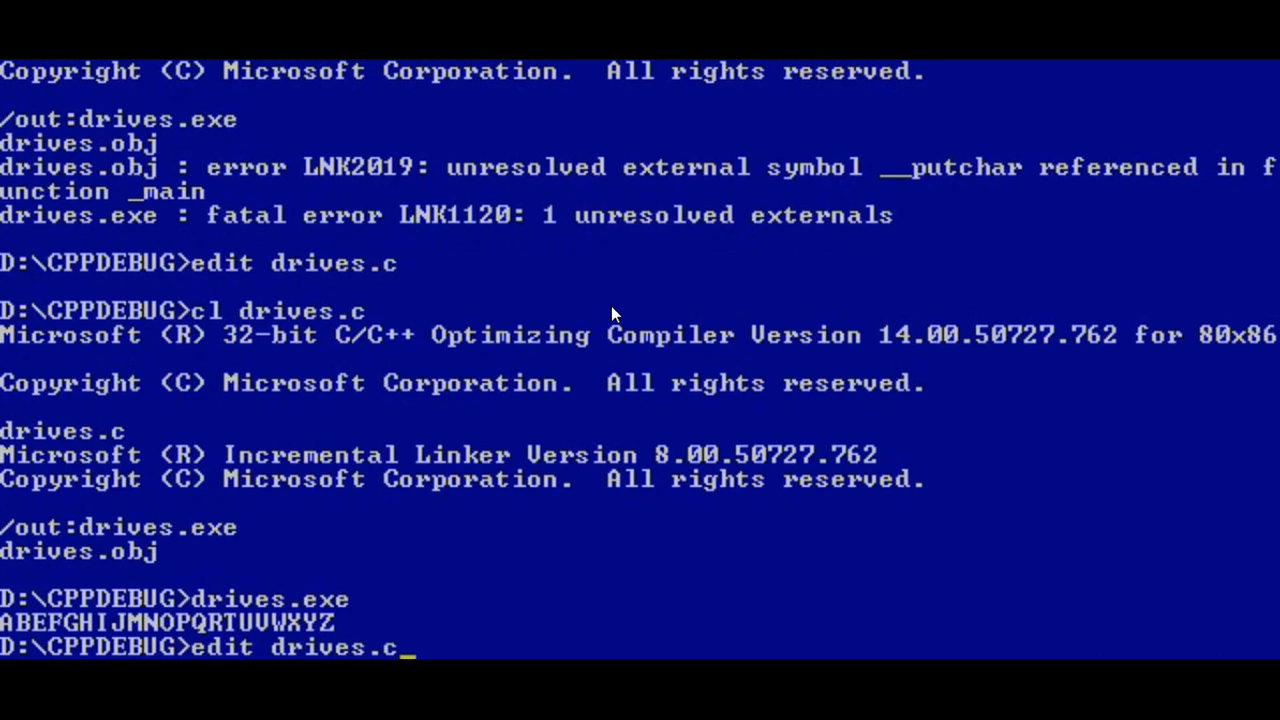 Copyright (C) Microsoft Corporation.  All rights reserved.
/out:drives.exe
drives.obj
drives.obj : error LNK2019: unresolved external symbol __putchar referenced in f
unction _main
drives.exe : fatal error LNK1120: 1 unresolved externals
D:\CPPDEBUG>edit drives.c
D:\CPPDEBUG>cl drives.c
Microsoft (R) 32-bit C/C++ Optimizing Compiler Version 14.00.50727.762 for 80x86
Copyright (C) Microsoft Corporation.  All rights reserved.
drives.c
Microsoft (R) Incremental Linker Version 8.00.50727.762
Copyright (C) Microsoft Corporation.  All rights reserved.
/out:drives.exe
drives.obj
D:\CPPDEBUG>drives.exe
ABEFGHIJMNOPQRTUVWXYZ
D:\CPPDEBUG>edit drives.c_